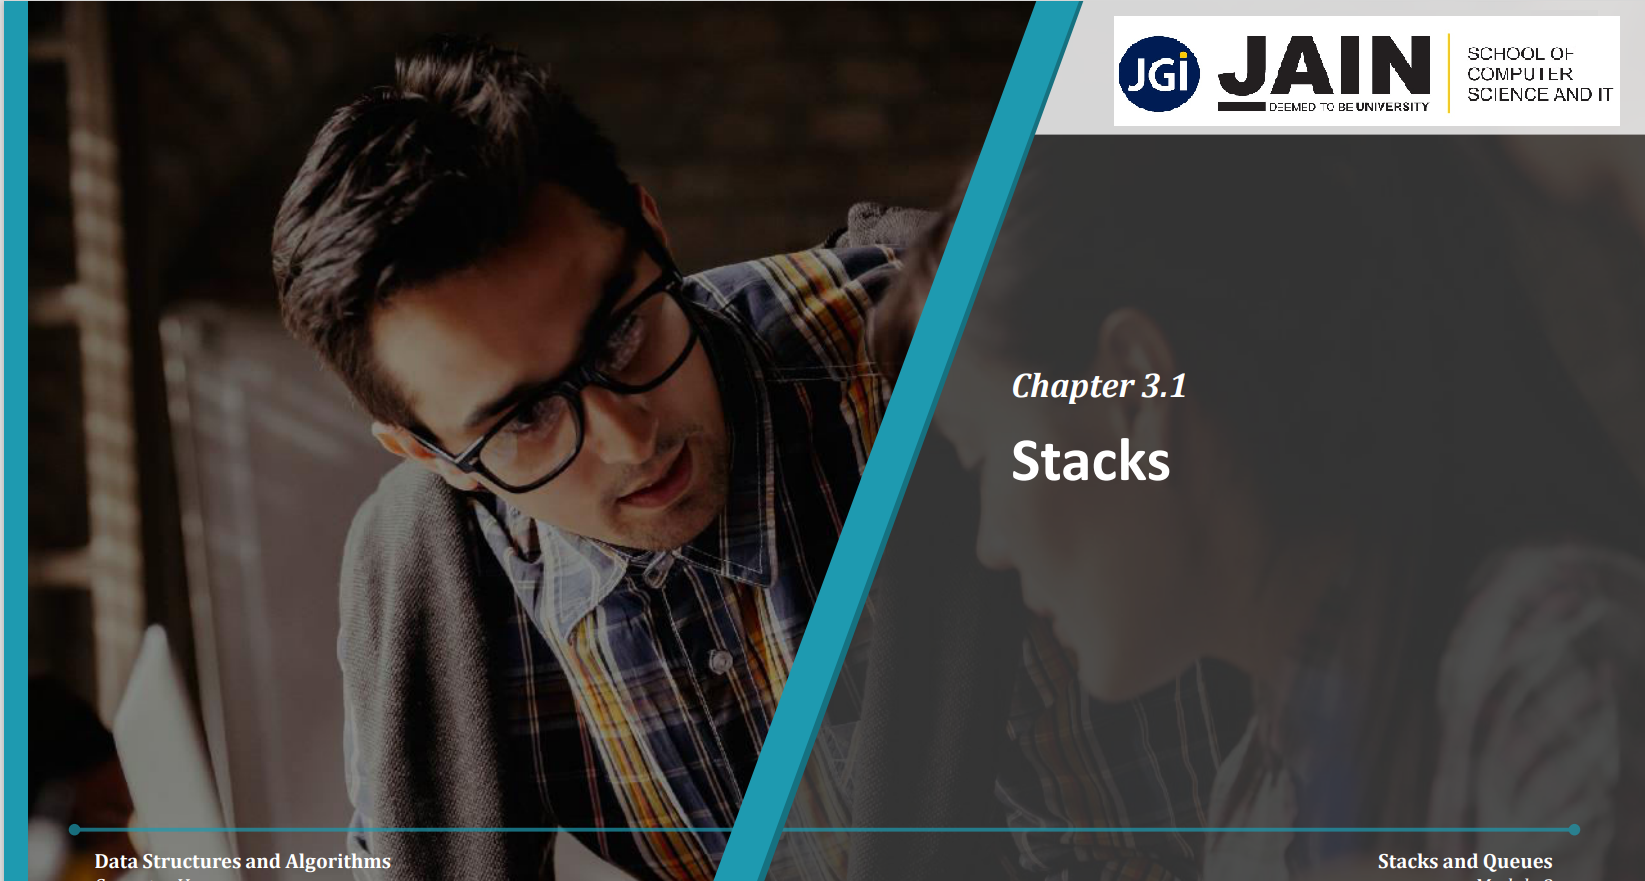 JGi
JAIN
DEEMED TO BE UNIVERSITY
SCHOOL OF
COMPUTER
SCIENCE AND IT
Chapter 3.1
Stacks
Data Structures and Algorithms
Stacks and Queues